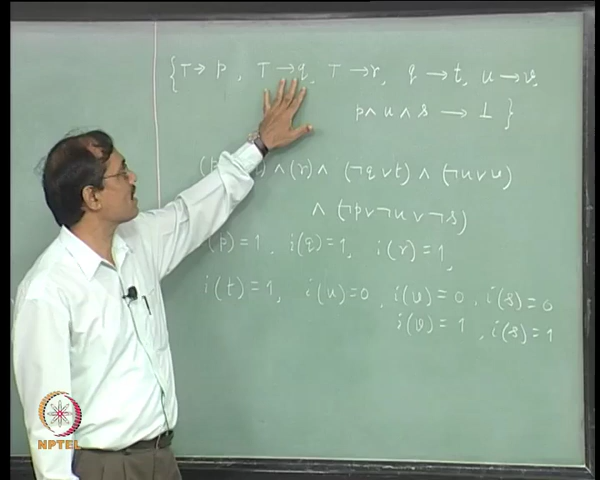 {⊤ → p, ⊤ → q, ⊤ → r, q → t, u → v,
p ∧ u ∧ s → ⊥ }
∧ (r) ∧ (¬q ∨ t) ∧ (¬u ∨ v)
∧ (¬p ∨ ¬u ∨ ¬s)
(p) = 1, i(q) = 1, i(r) = 1,
i(t) = 1, i(u) = 0, i(v) = 0, i(s) = 0
i(v) = 1, i(s) = 1
NPTEL